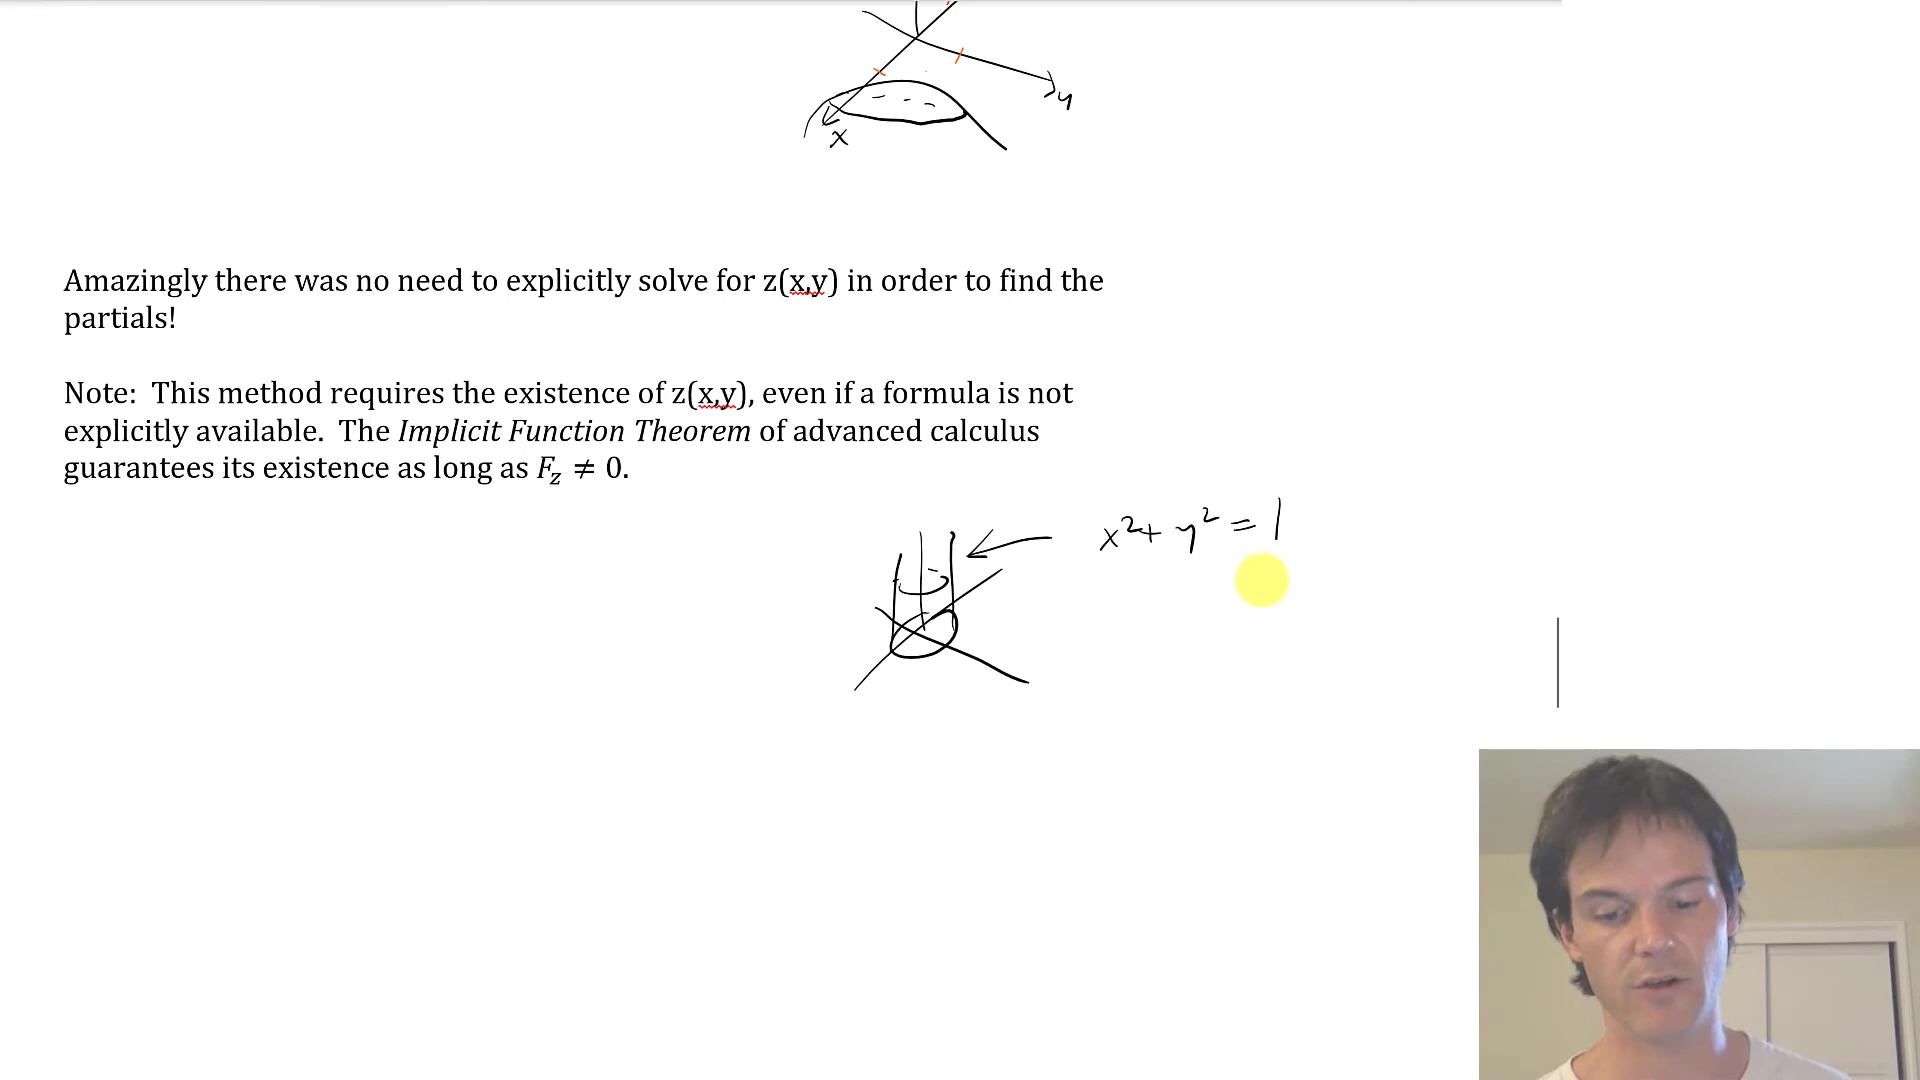 y
x
Amazingly there was no need to explicitly solve for z(x,y) in order to find the
partials!
Note: This method requires the existence of z(x,y), even if a formula is not
explicitly available. The Implicit Function Theorem of advanced calculus
guarantees its existence as long as F_z ≠ 0.
x² + y² = 1